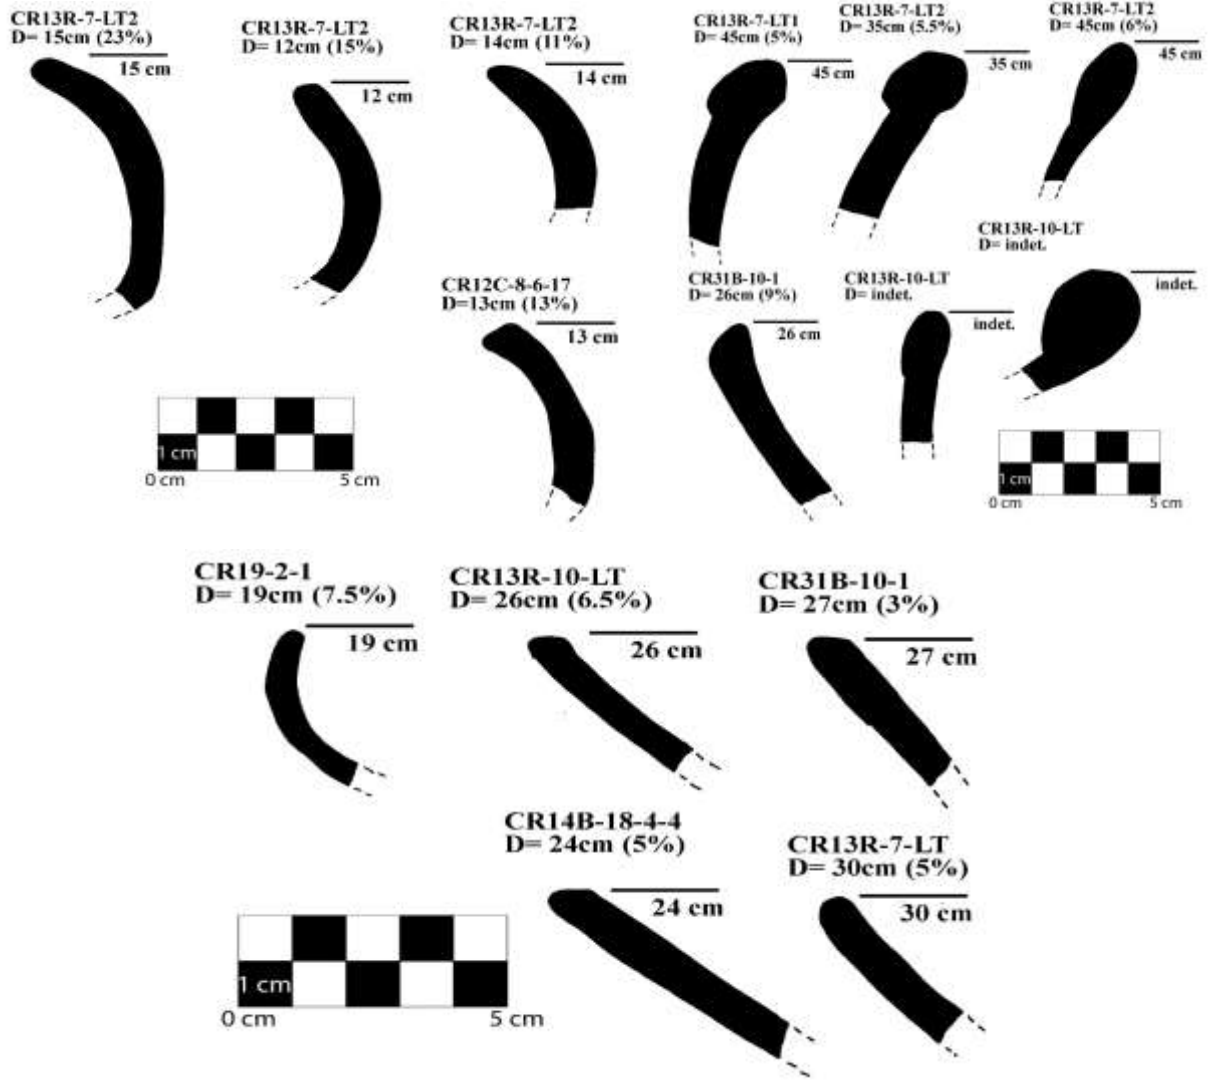 CR13R-7-LT2
D= 15cm (23%)
15 cm
CR13R-7-LT2
D= 12cm (15%)
12 cm
CR13R-7-LT2
D= 14cm (11%)
14 cm
CR13R-7-LT1
D= 45cm (5%)
45 cm
CR13R-7-LT2
D= 35cm (5.5%)
35 cm
CR13R-7-LT2
D= 45cm (6%)
45 cm
CR12C-8-6-17
D=13cm (13%)
13 cm
CR31B-10-1
D= 26cm (9%)
26 cm
CR13R-10-LT
D= indet.
indet.
CR13R-10-LT
D= indet.
indet.
1 cm
0 cm 5 cm
1 cm
0 cm 5 cm
CR19-2-1
D= 19cm (7.5%)
19 cm
CR13R-10-LT
D= 26cm (6.5%)
26 cm
CR31B-10-1
D= 27cm (3%)
27 cm
CR14B-18-4-4
D= 24cm (5%)
24 cm
CR13R-7-LT
D= 30cm (5%)
30 cm
1 cm
0 cm 5 cm